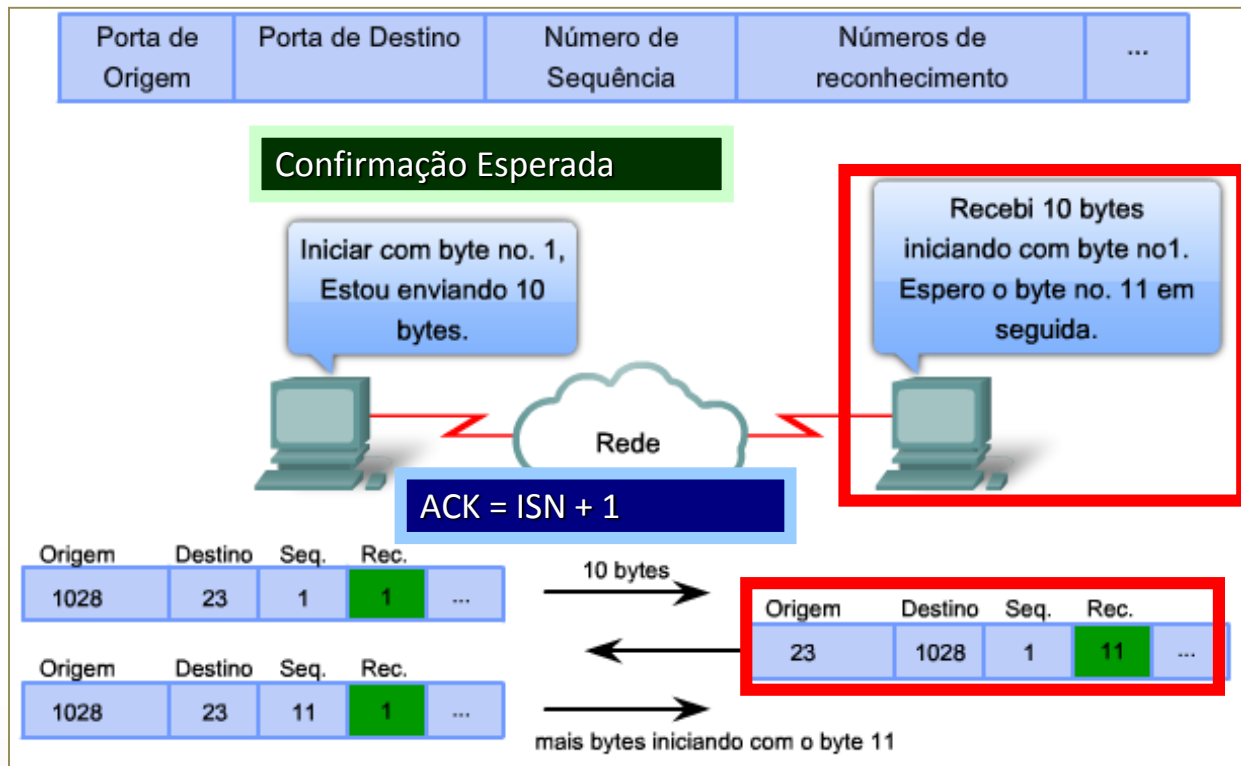 Porta de Origem
Porta de Destino
Número de Sequência
Números de reconhecimento
...
Confirmação Esperada
Iniciar com byte no. 1,
Estou enviando 10
bytes.
Recebi 10 bytes
iniciando com byte no1.
Espero o byte no. 11 em
seguida.
Rede
ACK = ISN + 1
Origem Destino Seq. Rec.
1028 23 1 1 ...
10 bytes
Origem Destino Seq. Rec.
23 1028 1 11 ...
Origem Destino Seq. Rec.
1028 23 11 1 ...
mais bytes iniciando com o byte 11